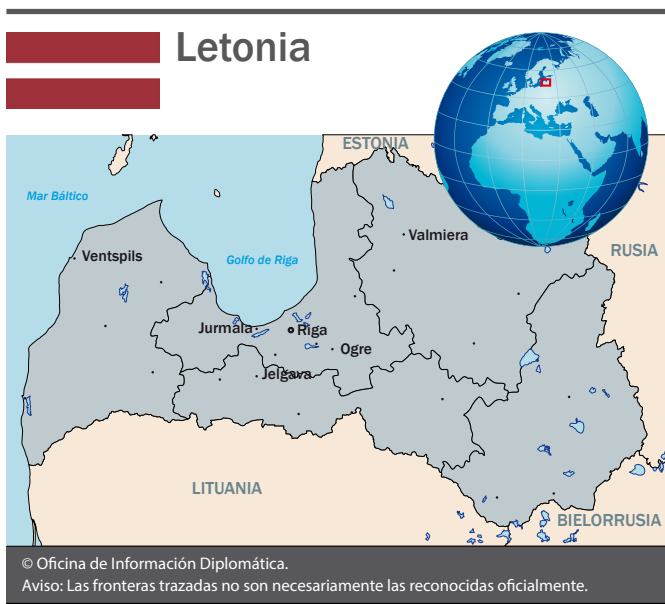 Letonia
ESTONIA
Mar Báltico
Valmiera
RUSIA
Ventspils
Golfo de Riga
Jurmala
Riga
Ogre
Jelgava
LITUANIA
BIELORRUSIA
© Oficina de Información Diplomática.
Aviso: Las fronteras trazadas no son necesariamente las reconocidas oficialmente.